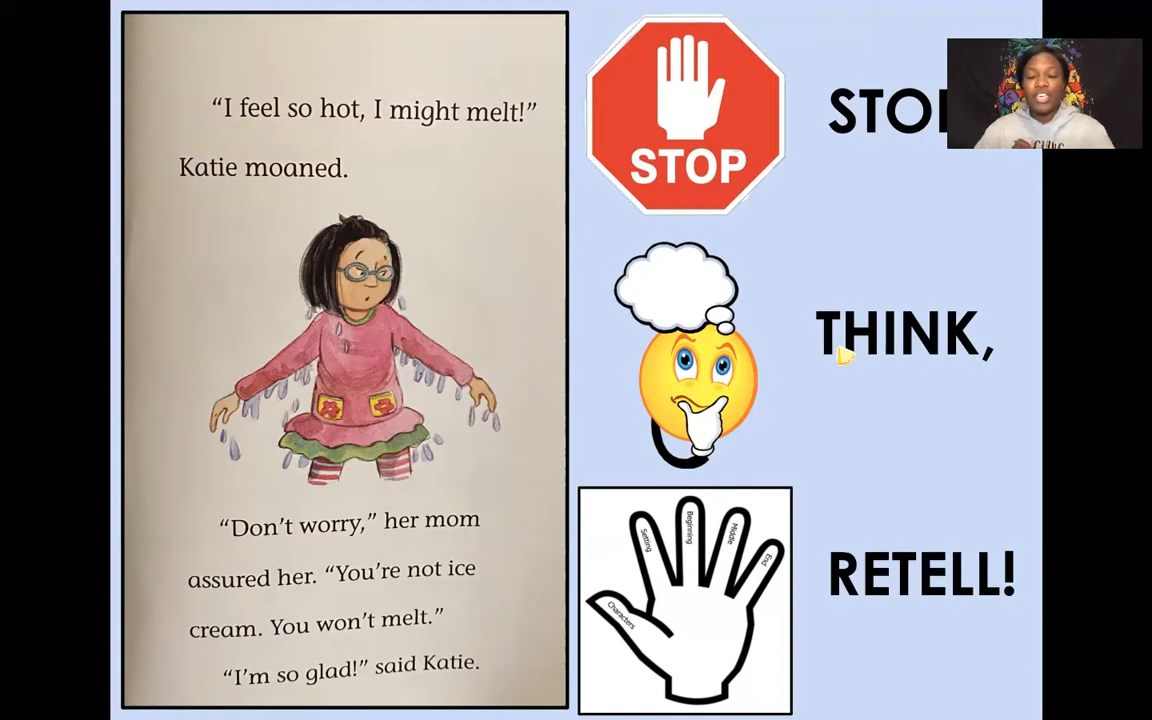 “I feel so hot, I might melt!”
Katie moaned.
“Don’t worry,” her mom
assured her. “You’re not ice
cream. You won’t melt.”
“I’m so glad!” said Katie.
STOP
THINK,
RETELL!
Characters
Setting
Beginning
Middle
End